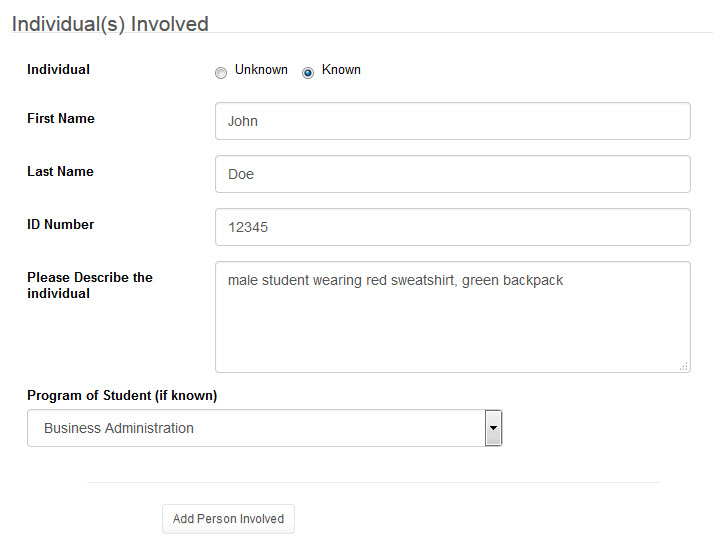 Individual(s) Involved
Individual Unknown Known
First Name John
Last Name Doe
ID Number 12345
Please Describe the male student wearing red sweatshirt, green backpack
individual
Program of Student (if known)
Business Administration
Add Person Involved